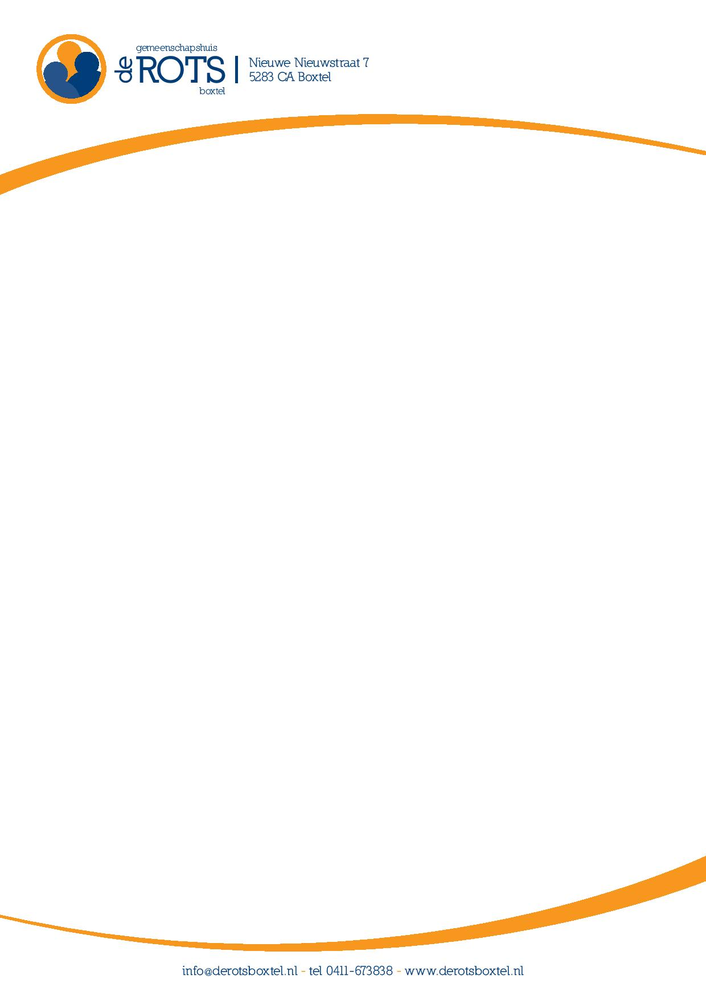 gemeenschapshuis
de ROTS
boxtel
Nieuwe Nieuwstraat 7
5283 CA Boxtel
info@derotsboxtel.nl - tel 0411-673838 - www.derotsboxtel.nl